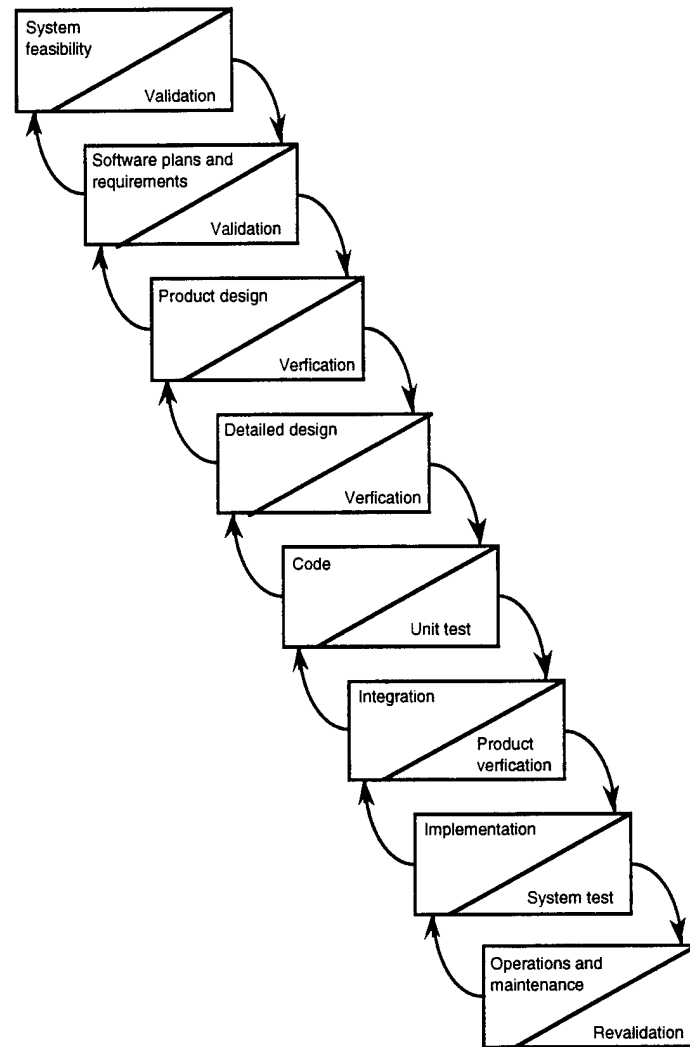 System
feasibility
Validation
Software plans and
requirements
Validation
Product design
Verfication
Detailed design
Verfication
Code
Unit test
Integration
Product
verfication
Implementation
System test
Operations and
maintenance
Revalidation